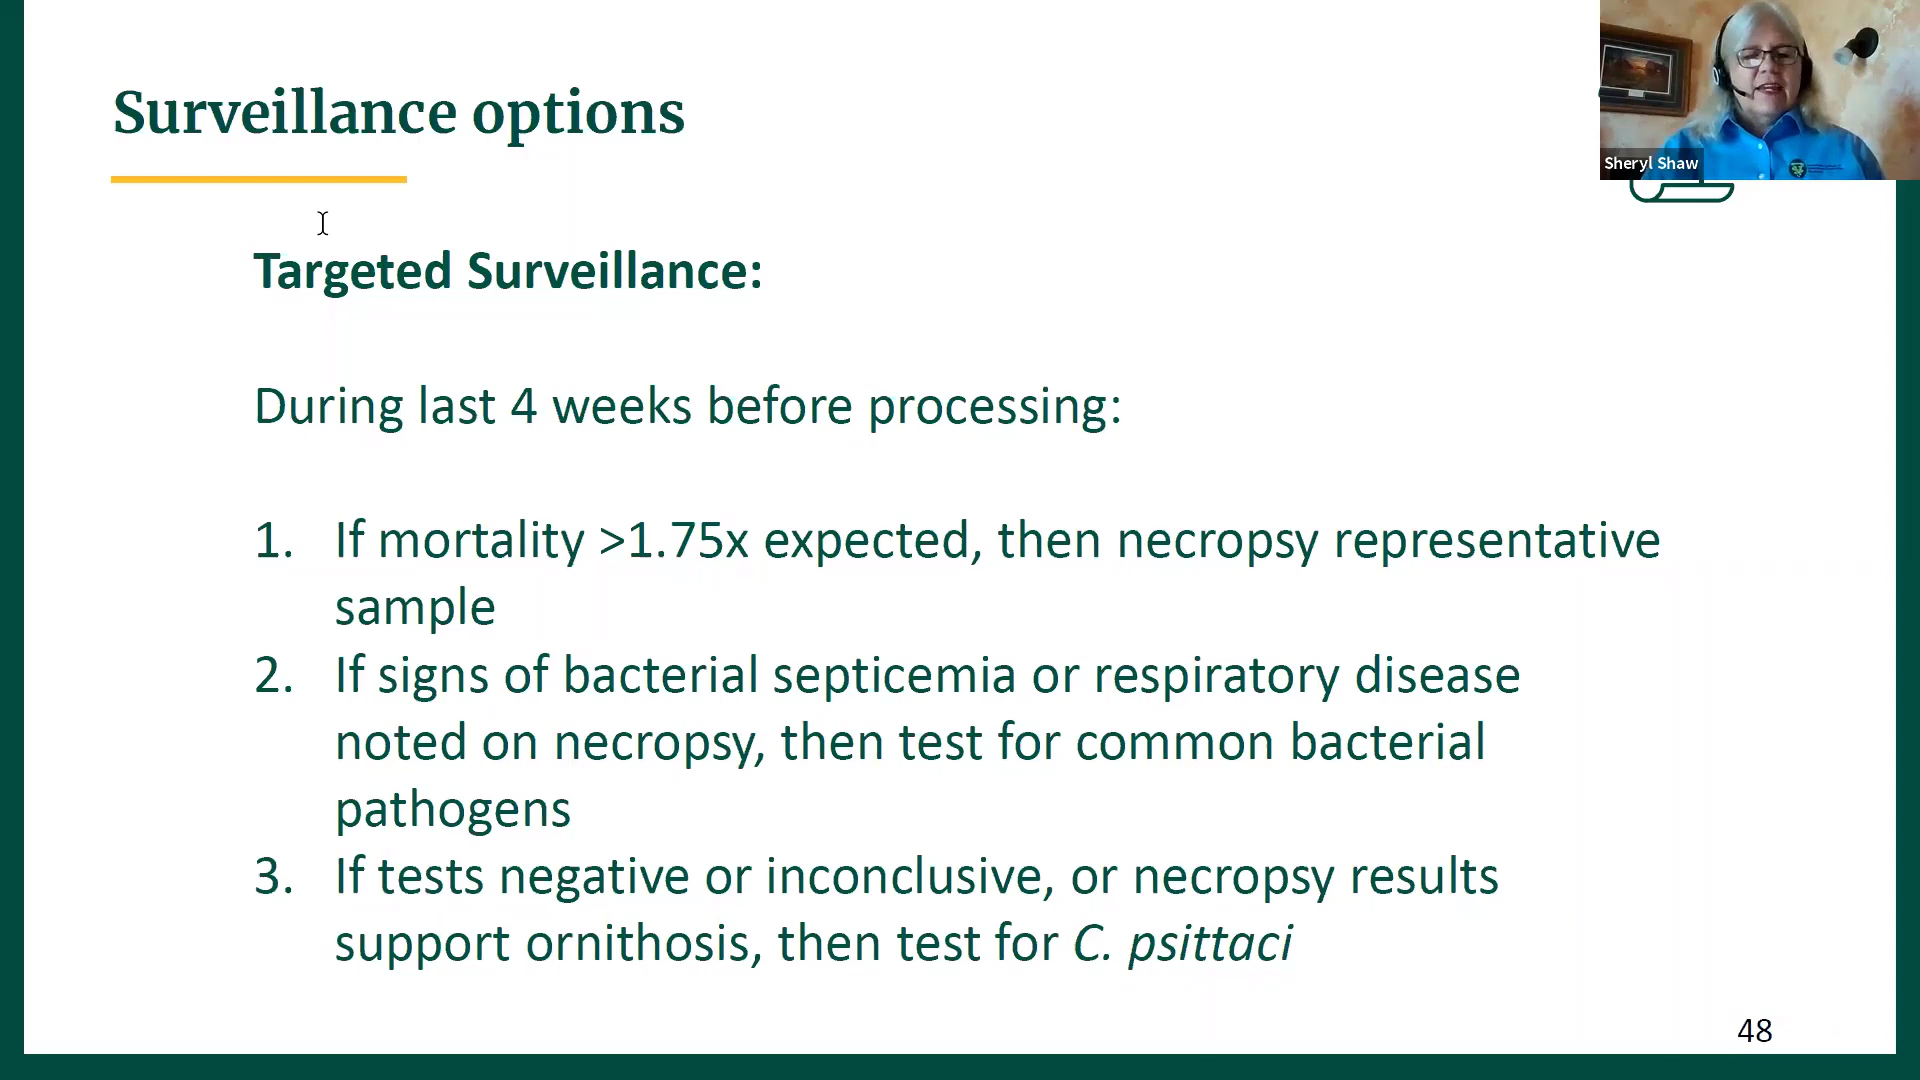 Surveillance options
Sheryl Shaw
Targeted Surveillance:
During last 4 weeks before processing:
1. If mortality >1.75x expected, then necropsy representative
sample
2. If signs of bacterial septicemia or respiratory disease
noted on necropsy, then test for common bacterial
pathogens
3. If tests negative or inconclusive, or necropsy results
support ornithosis, then test for C. psittaci
48